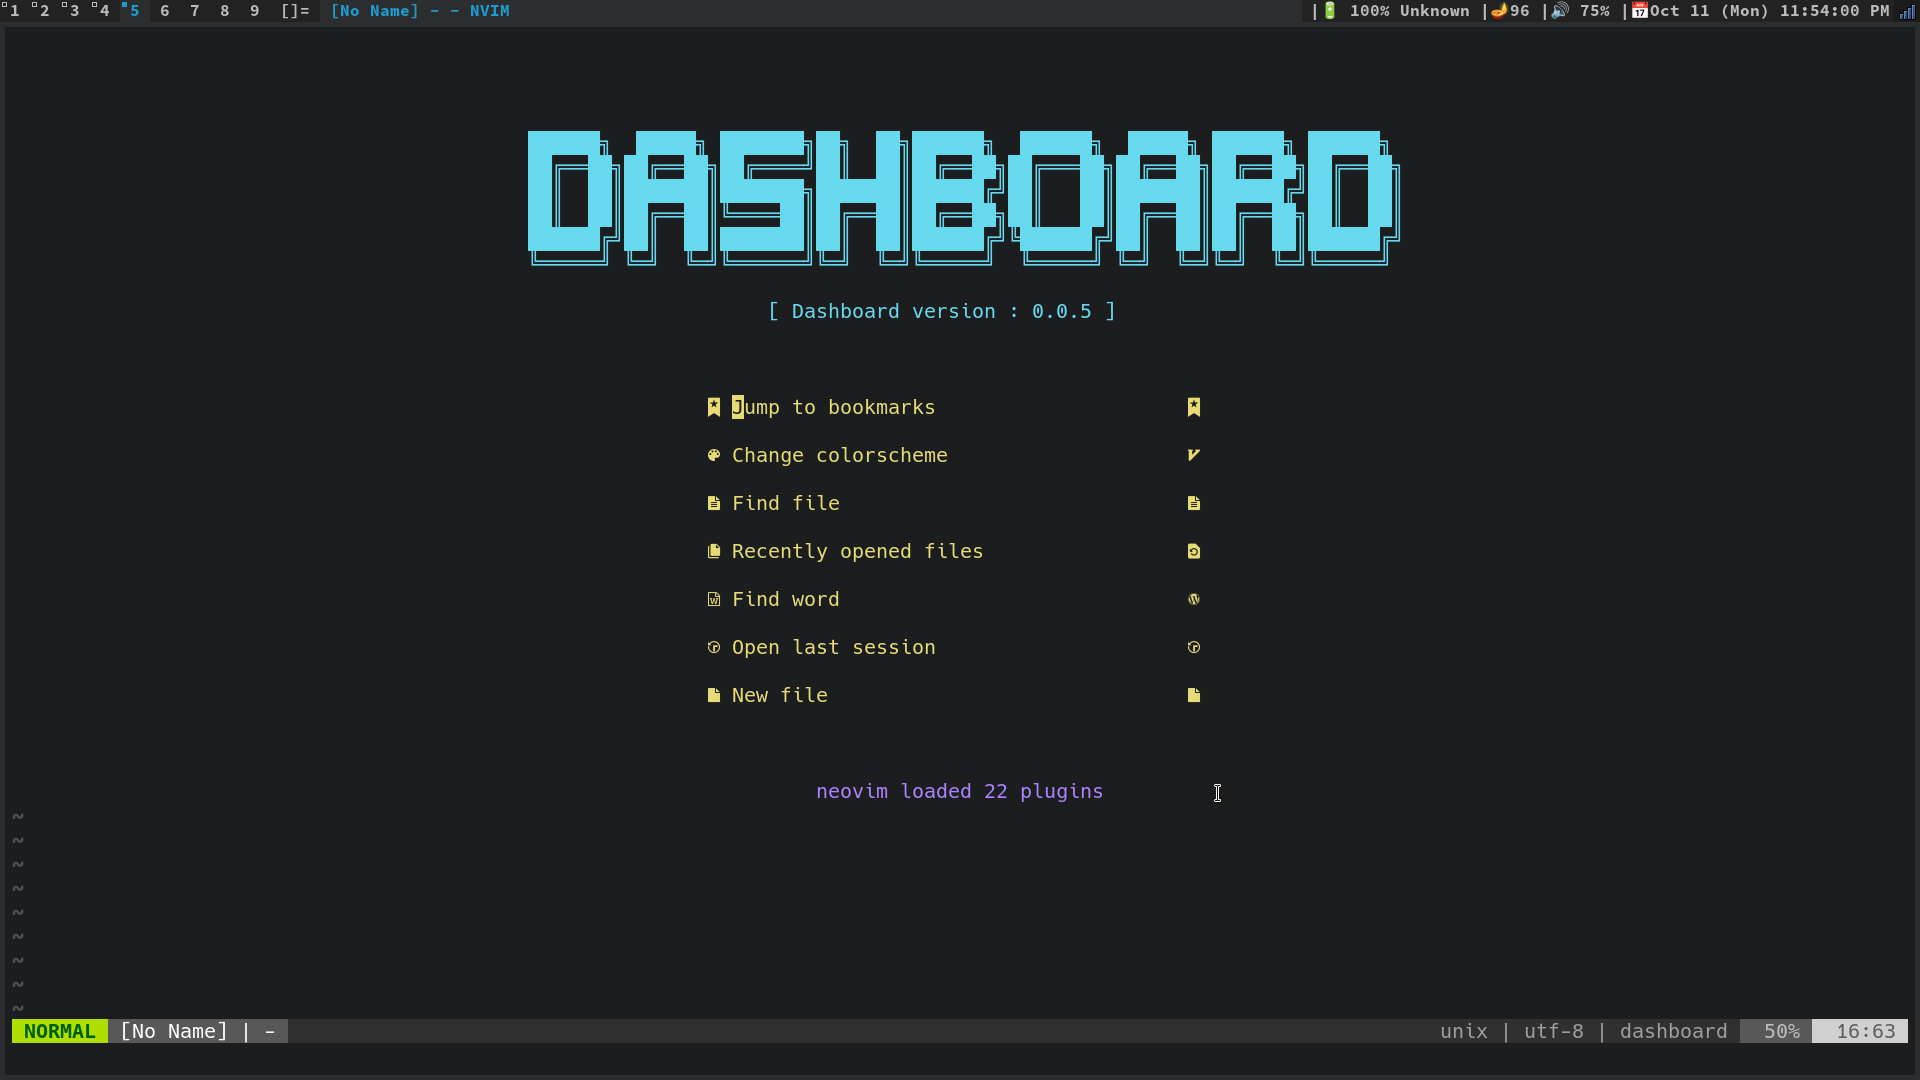 1 2 3 4 5 6 7 8 9 []= [No Name] - - NVIM | 100% Unknown |96 | 75% |Oct 11 (Mon) 11:54:00 PM
DASHBOARD
[ Dashboard version : 0.0.5 ]
Jump to bookmarks
Change colorscheme
Find file
Recently opened files
Find word
Open last session
New file
neovim loaded 22 plugins
~
~
~
~
~
~
~
~
~
NORMAL [No Name] | - unix | utf-8 | dashboard 50% 16:63